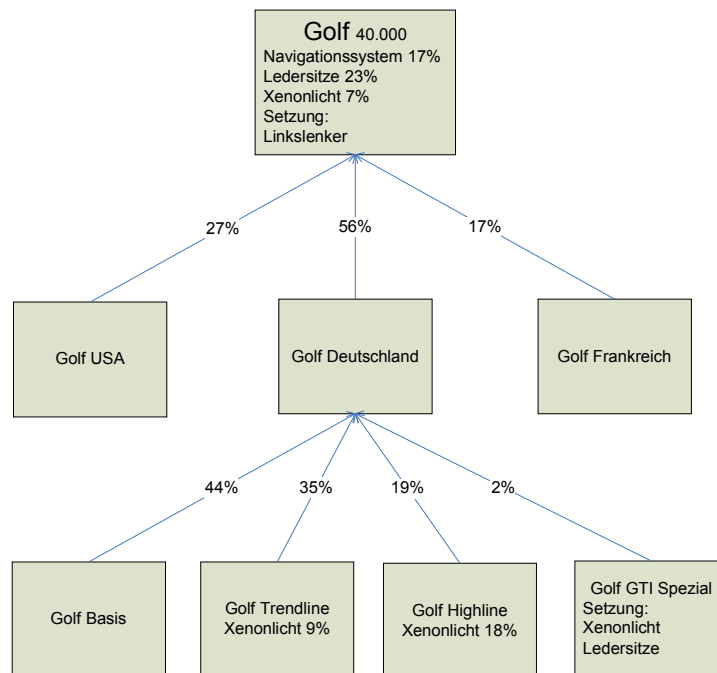 Golf 40.000
Navigationssystem 17%
Ledersitze 23%
Xenonlicht 7%
Setzung:
Linkslenker
27%
56%
17%
Golf USA
Golf Deutschland
Golf Frankreich
44%
35%
19%
2%
Golf Basis
Golf Trendline
Xenonlicht 9%
Golf Highline
Xenonlicht 18%
Golf GTI Spezial
Setzung:
Xenonlicht
Ledersitze